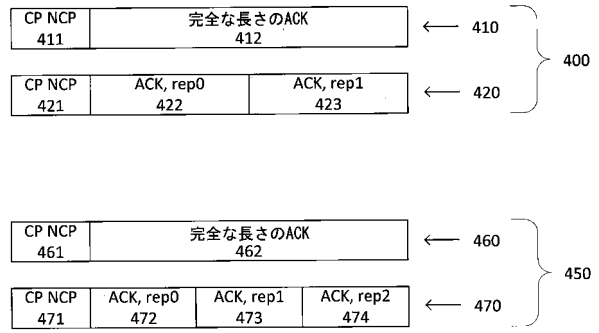 CP NCP
411
完全な長さのACK
412
410
CP NCP
421
ACK, rep0
422
ACK, rep1
423
420
400
CP NCP
461
完全な長さのACK
462
460
CP NCP
471
ACK, rep0
472
ACK, rep1
473
ACK, rep2
474
470
450